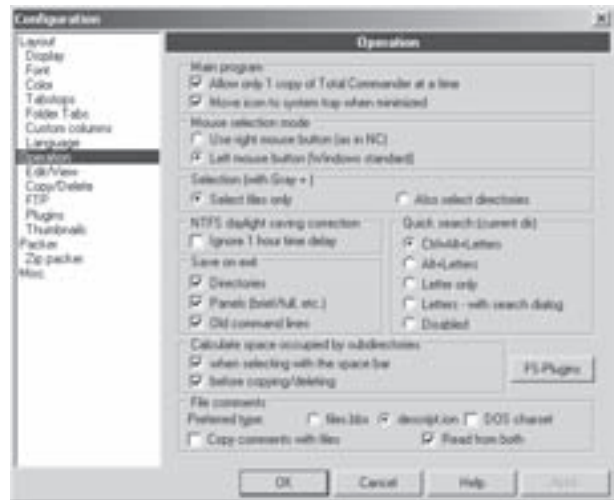 Configuration
Layout
Display
Font
Color
Tabstops
Folder Tabs
Custom columns
Language
Operation
Edit/View
Copy/Delete
FTP
Plugins
Thumbnails
Packer
Zip packer
Misc.
Operation
Main program
Allow only 1 copy of Total Commander at a time
Move icon to system tray when minimized
Mouse selection mode
Use right mouse button (as in NC)
Left mouse button (Windows standard)
Selection (with Gray + )
Select files only
Also select directories
NTFS daylight saving correction
Ignore 1 hour time delay
Save on exit
Directories
Panels (brief/full, etc.)
Old command lines
Quick search (current dir)
Ctrl+Alt+Letters
Alt+Letters
Letter only
Letters - with search dialog
Disabled
Calculate space occupied by subdirectories
when selecting with the space bar
before copying/deleting
FS-Plugins
File comments
Preferred type: files.bbs descript.ion DOS charset
Copy comments with files Read from both
OK Cancel Help Apply